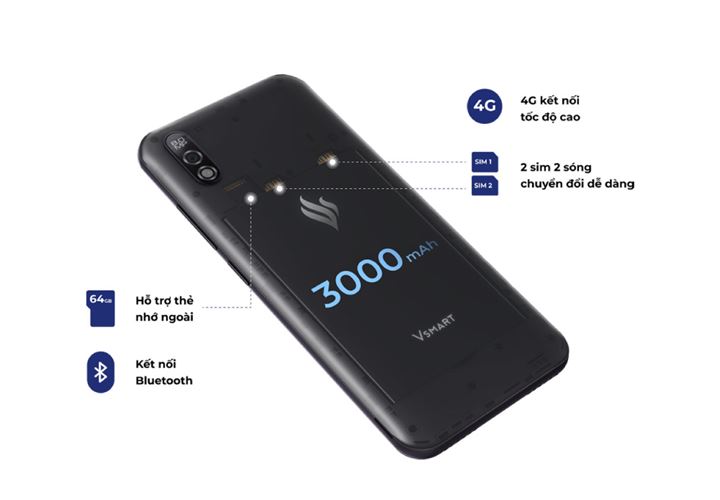 4G
4G kết nối
tốc độ cao
SIM 1
SIM 2
2 sim 2 sóng
chuyển đổi dễ dàng
3000 mAh
VSMART
64GB
Hỗ trợ thẻ
nhớ ngoài
Kết nối
Bluetooth